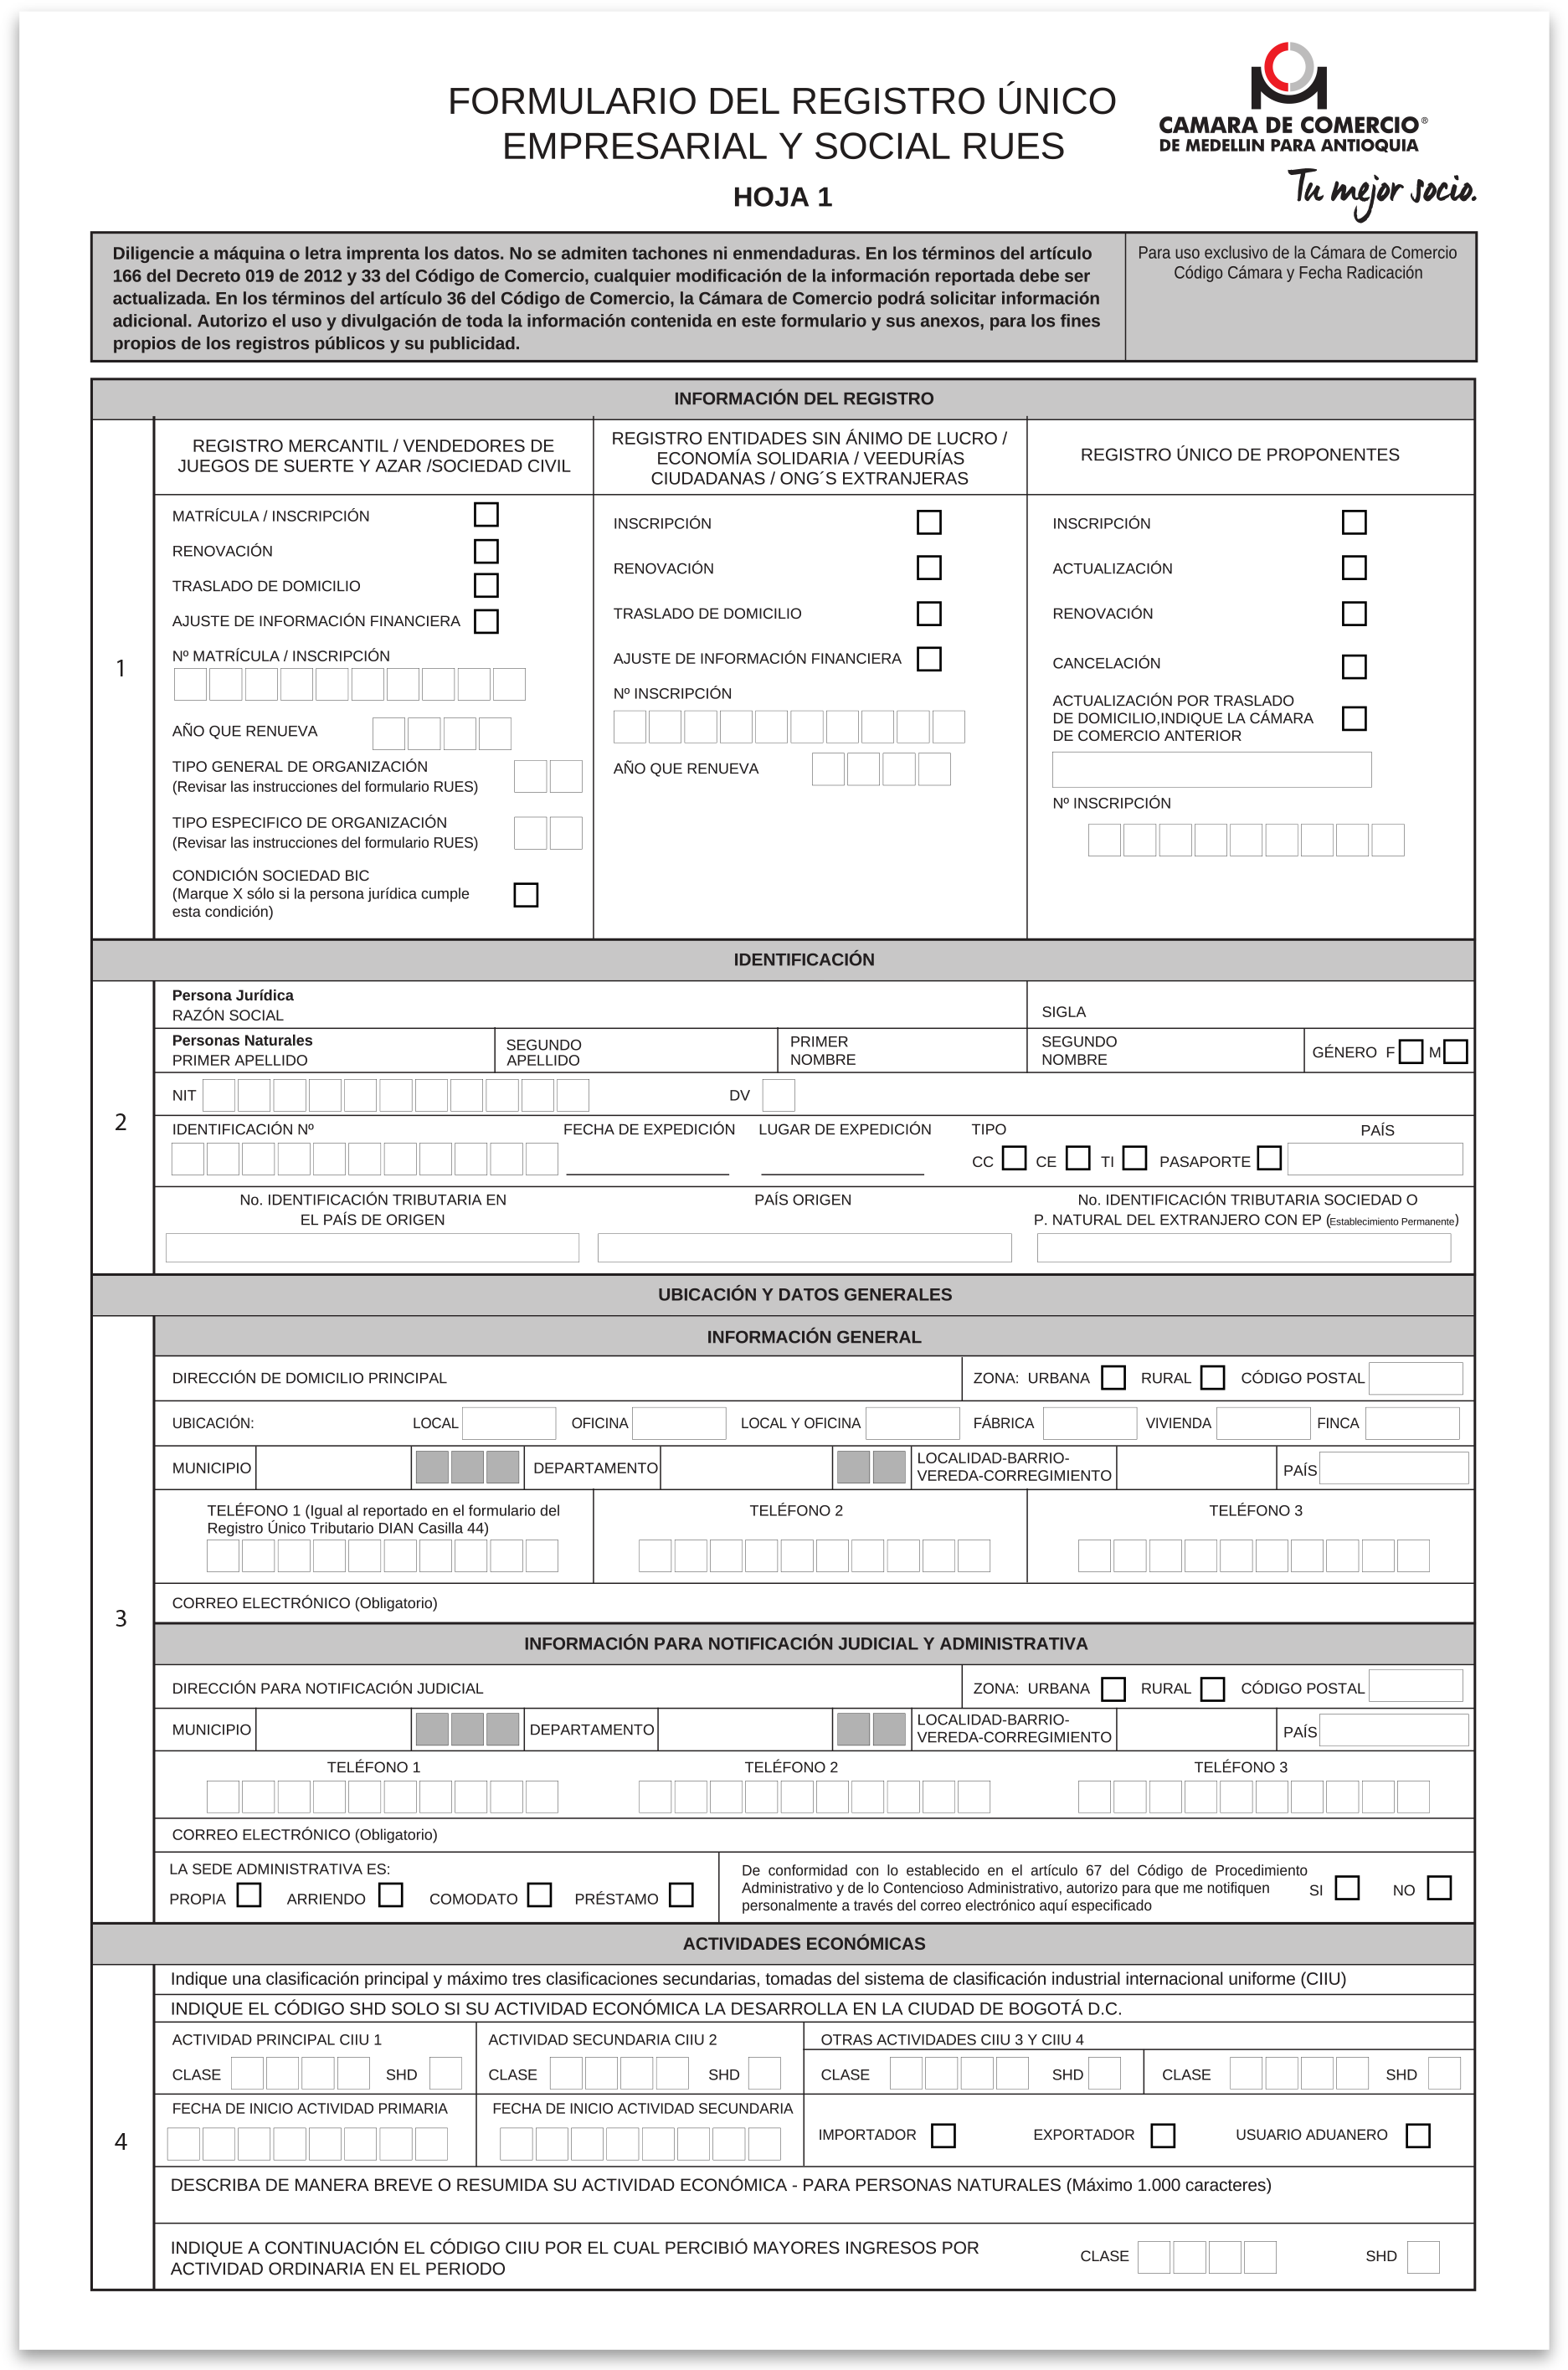 FORMULARIO DEL REGISTRO ÚNICO
EMPRESARIAL Y SOCIAL RUES
HOJA 1
CAMARA DE COMERCIO®
DE MEDELLIN PARA ANTIOQUIA
Tu mejor socio.
Diligencie a máquina o letra imprenta los datos. No se admiten tachones ni enmendaduras. En los términos del artículo
166 del Decreto 019 de 2012 y 33 del Código de Comercio, cualquier modificación de la información reportada debe ser
actualizada. En los términos del artículo 36 del Código de Comercio, la Cámara de Comercio podrá solicitar información
adicional. Autorizo el uso y divulgación de toda la información contenida en este formulario y sus anexos, para los fines
propios de los registros públicos y su publicidad.
Para uso exclusivo de la Cámara de Comercio
Código Cámara y Fecha Radicación
INFORMACIÓN DEL REGISTRO
1
REGISTRO MERCANTIL / VENDEDORES DE
JUEGOS DE SUERTE Y AZAR /SOCIEDAD CIVIL
MATRÍCULA / INSCRIPCIÓN
RENOVACIÓN
TRASLADO DE DOMICILIO
AJUSTE DE INFORMACIÓN FINANCIERA
Nº MATRÍCULA / INSCRIPCIÓN
AÑO QUE RENUEVA
TIPO GENERAL DE ORGANIZACIÓN
(Revisar las instrucciones del formulario RUES)
TIPO ESPECIFICO DE ORGANIZACIÓN
(Revisar las instrucciones del formulario RUES)
CONDICIÓN SOCIEDAD BIC
(Marque X sólo si la persona jurídica cumple
esta condición)
REGISTRO ENTIDADES SIN ÁNIMO DE LUCRO /
ECONOMÍA SOLIDARIA / VEEDURÍAS
CIUDADANAS / ONG´S EXTRANJERAS
INSCRIPCIÓN
RENOVACIÓN
TRASLADO DE DOMICILIO
AJUSTE DE INFORMACIÓN FINANCIERA
Nº INSCRIPCIÓN
AÑO QUE RENUEVA
REGISTRO ÚNICO DE PROPONENTES
INSCRIPCIÓN
ACTUALIZACIÓN
RENOVACIÓN
CANCELACIÓN
ACTUALIZACIÓN POR TRASLADO
DE DOMICILIO,INDIQUE LA CÁMARA
DE COMERCIO ANTERIOR
Nº INSCRIPCIÓN
IDENTIFICACIÓN
2
Persona Jurídica
RAZÓN SOCIAL
SIGLA
Personas Naturales
PRIMER APELLIDO
SEGUNDO
APELLIDO
PRIMER
NOMBRE
SEGUNDO
NOMBRE
GÉNERO F M
NIT DV
IDENTIFICACIÓN Nº FECHA DE EXPEDICIÓN LUGAR DE EXPEDICIÓN TIPO PAÍS
CC CE TI PASAPORTE
No. IDENTIFICACIÓN TRIBUTARIA EN
EL PAÍS DE ORIGEN
PAÍS ORIGEN
No. IDENTIFICACIÓN TRIBUTARIA SOCIEDAD O
P. NATURAL DEL EXTRANJERO CON EP (Establecimiento Permanente)
UBICACIÓN Y DATOS GENERALES
3
INFORMACIÓN GENERAL
DIRECCIÓN DE DOMICILIO PRINCIPAL ZONA: URBANA RURAL CÓDIGO POSTAL
UBICACIÓN: LOCAL OFICINA LOCAL Y OFICINA FÁBRICA VIVIENDA FINCA
MUNICIPIO DEPARTAMENTO
LOCALIDAD-BARRIO-
VEREDA-CORREGIMIENTO
PAÍS
TELÉFONO 1 (Igual al reportado en el formulario del
Registro Único Tributario DIAN Casilla 44)
TELÉFONO 2
TELÉFONO 3
CORREO ELECTRÓNICO (Obligatorio)
INFORMACIÓN PARA NOTIFICACIÓN JUDICIAL Y ADMINISTRATIVA
DIRECCIÓN PARA NOTIFICACIÓN JUDICIAL ZONA: URBANA RURAL CÓDIGO POSTAL
MUNICIPIO DEPARTAMENTO
LOCALIDAD-BARRIO-
VEREDA-CORREGIMIENTO
PAÍS
TELÉFONO 1 TELÉFONO 2 TELÉFONO 3
CORREO ELECTRÓNICO (Obligatorio)
LA SEDE ADMINISTRATIVA ES:
PROPIA ARRIENDO COMODATO PRÉSTAMO
De conformidad con lo establecido en el artículo 67 del Código de Procedimiento
Administrativo y de lo Contencioso Administrativo, autorizo para que me notifiquen
personalmente a través del correo electrónico aquí especificado
SI NO
ACTIVIDADES ECONÓMICAS
4
Indique una clasificación principal y máximo tres clasificaciones secundarias, tomadas del sistema de clasificación industrial internacional uniforme (CIIU)
INDIQUE EL CÓDIGO SHD SOLO SI SU ACTIVIDAD ECONÓMICA LA DESARROLLA EN LA CIUDAD DE BOGOTÁ D.C.
ACTIVIDAD PRINCIPAL CIIU 1 ACTIVIDAD SECUNDARIA CIIU 2 OTRAS ACTIVIDADES CIIU 3 Y CIIU 4
CLASE SHD CLASE SHD CLASE SHD CLASE SHD
FECHA DE INICIO ACTIVIDAD PRIMARIA FECHA DE INICIO ACTIVIDAD SECUNDARIA
IMPORTADOR EXPORTADOR USUARIO ADUANERO
DESCRIBA DE MANERA BREVE O RESUMIDA SU ACTIVIDAD ECONÓMICA - PARA PERSONAS NATURALES (Máximo 1.000 caracteres)
INDIQUE A CONTINUACIÓN EL CÓDIGO CIIU POR EL CUAL PERCIBIÓ MAYORES INGRESOS POR
ACTIVIDAD ORDINARIA EN EL PERIODO
CLASE SHD